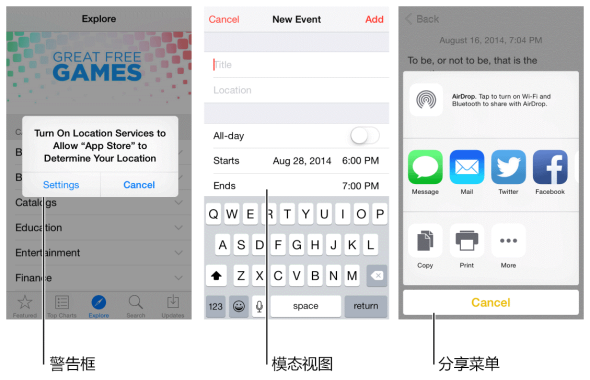 Explore
GREAT FREE
GAMES
Turn On Location Services to
Allow “App Store” to
Determine Your Location
Settings Cancel
Catalogs
Education
Entertainment
Finance
Featured Top Charts Explore Search Updates
Cancel New Event Add
Title
Location
All-day
Starts Aug 28, 2014 6:00 PM
Ends 7:00 PM
Q W E R T Y U I O P
A S D F G H J K L
Z X C V B N M
123 space return
Back
August 16, 2014, 7:04 PM
To be, or not to be, that is the
AirDrop. Tap to turn on Wi-Fi and
Bluetooth to share with AirDrop.
Message Mail Twitter Facebook
Copy Print More
Cancel
警告框 模态视图 分享菜单